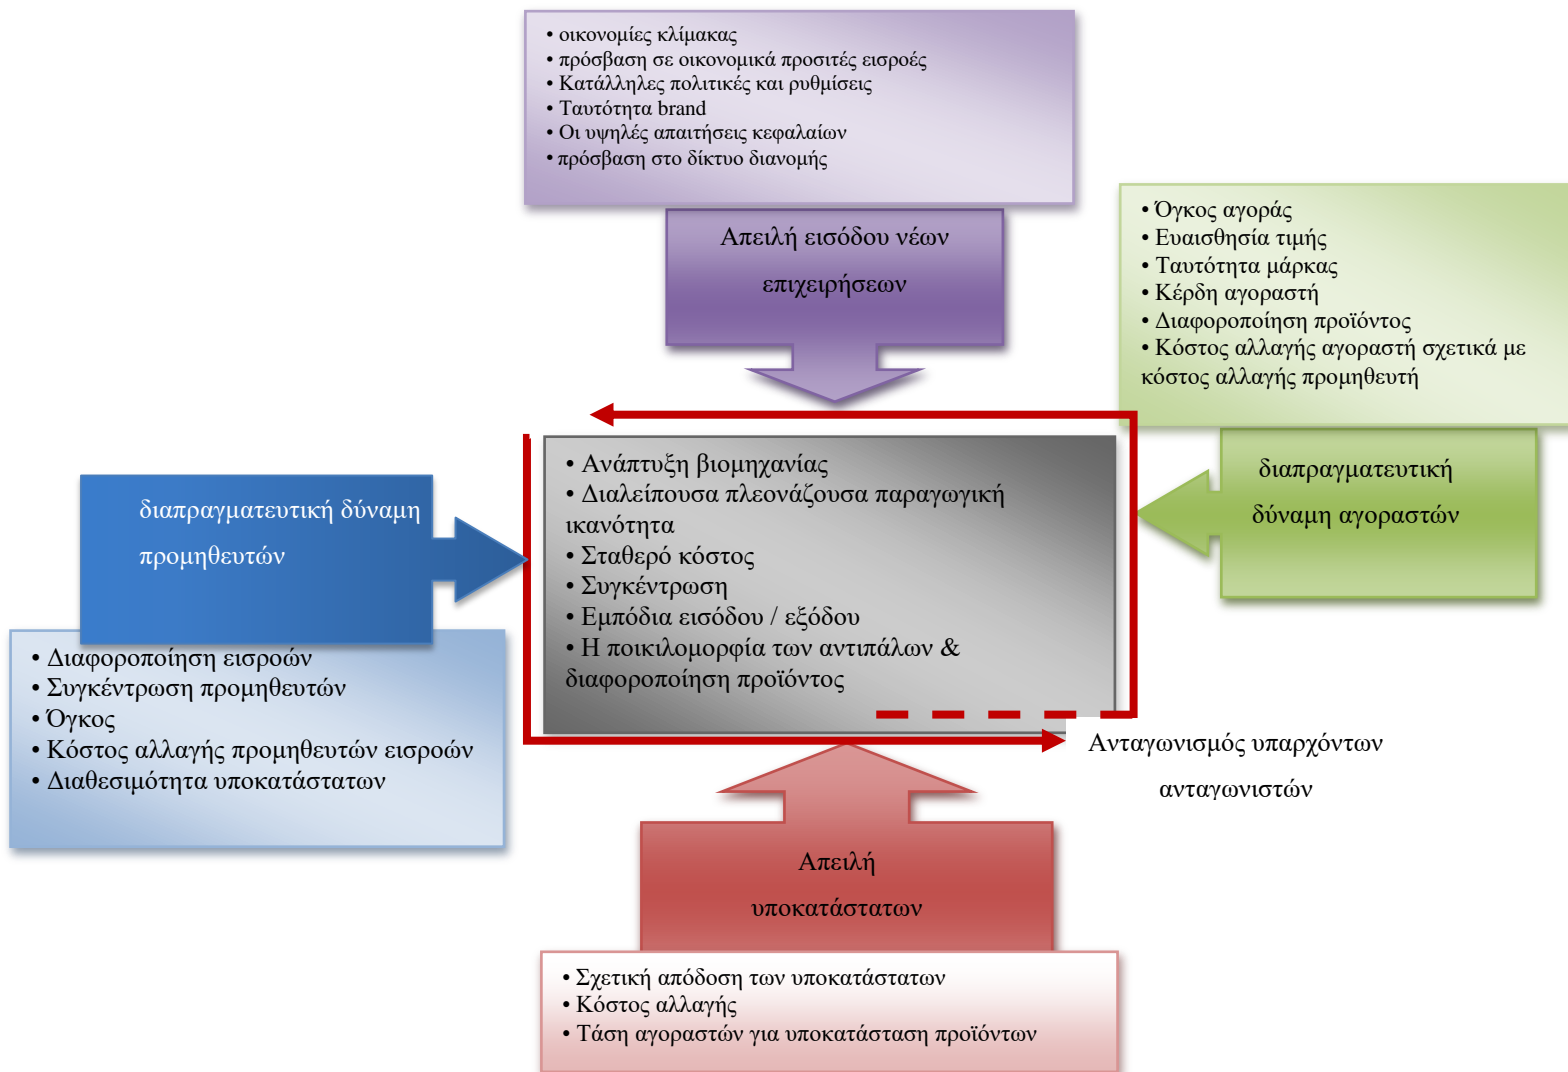 • οικονομίες κλίμακας
• πρόσβαση σε οικονομικά προσιτές εισροές
• Κατάλληλες πολιτικές και ρυθμίσεις
• Ταυτότητα brand
• Οι υψηλές απαιτήσεις κεφαλαίων
• πρόσβαση στο δίκτυο διανομής
Απειλή εισόδου νέων
επιχειρήσεων
• Όγκος αγοράς
• Ευαισθησία τιμής
• Ταυτότητα μάρκας
• Κέρδη αγοραστή
• Διαφοροποίηση προϊόντος
• Κόστος αλλαγής αγοραστή σχετικά με
κόστος αλλαγής προμηθευτή
διαπραγματευτική
δύναμη αγοραστών
• Ανάπτυξη βιομηχανίας
• Διαλείπουσα πλεονάζουσα παραγωγική
ικανότητα
• Σταθερό κόστος
• Συγκέντρωση
• Εμπόδια εισόδου / εξόδου
• Η ποικιλομορφία των αντιπάλων &
διαφοροποίηση προϊόντος
διαπραγματευτική δύναμη
προμηθευτών
• Διαφοροποίηση εισροών
• Συγκέντρωση προμηθευτών
• Όγκος
• Κόστος αλλαγής προμηθευτών εισροών
• Διαθεσιμότητα υποκατάστατων
Ανταγωνισμός υπαρχόντων
ανταγωνιστών
Απειλή
υποκατάστατων
• Σχετική απόδοση των υποκατάστατων
• Κόστος αλλαγής
• Τάση αγοραστών για υποκατάσταση προϊόντων